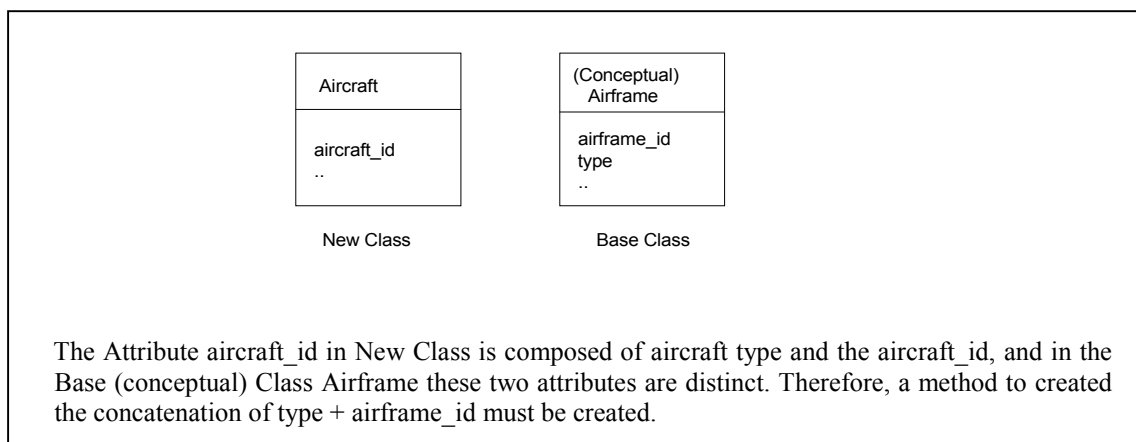 Aircraft
aircraft_id
..
New Class
(Conceptual)
Airframe
airframe_id
type
..
Base Class
The Attribute aircraft_id in New Class is composed of aircraft type and the aircraft_id, and in the
Base (conceptual) Class Airframe these two attributes are distinct. Therefore, a method to created
the concatenation of type + airframe_id must be created.